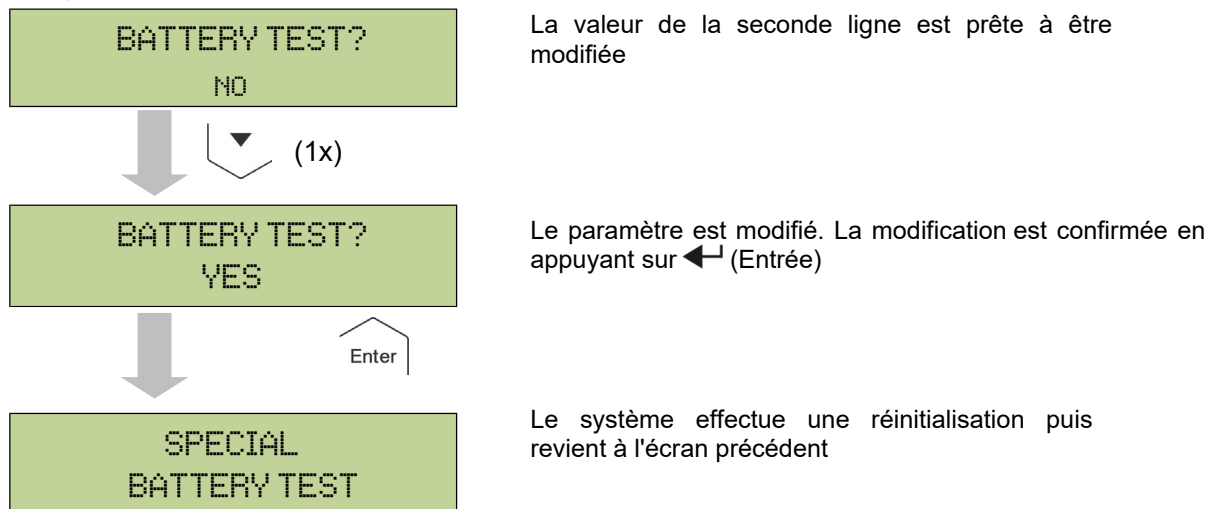 BATTERY TEST?
NO
La valeur de la seconde ligne est prête à être
modifiée
(1x)
BATTERY TEST?
YES
Le paramètre est modifié. La modification est confirmée en
appuyant sur (Entrée)
Enter
SPECIAL
BATTERY TEST
Le système effectue une réinitialisation puis
revient à l'écran précédent